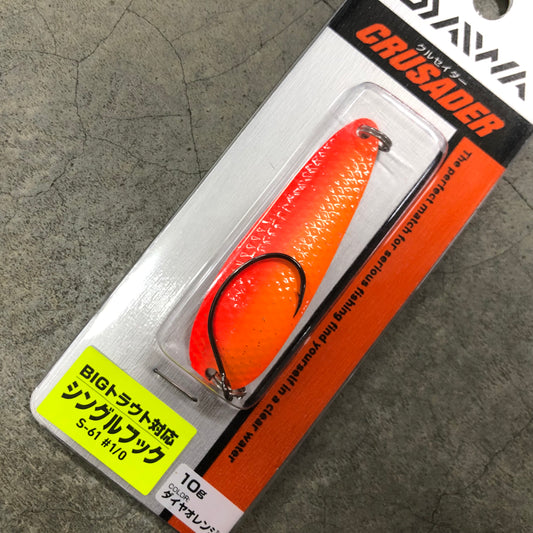 DAIWA
クルセイダー
CRUSADER
The perfect match for serious fishing find yourself in a clear water
BIGトラウト対応
シングルフック
S-61 #1/0
10g
COLOR:
ダイヤオレンジ